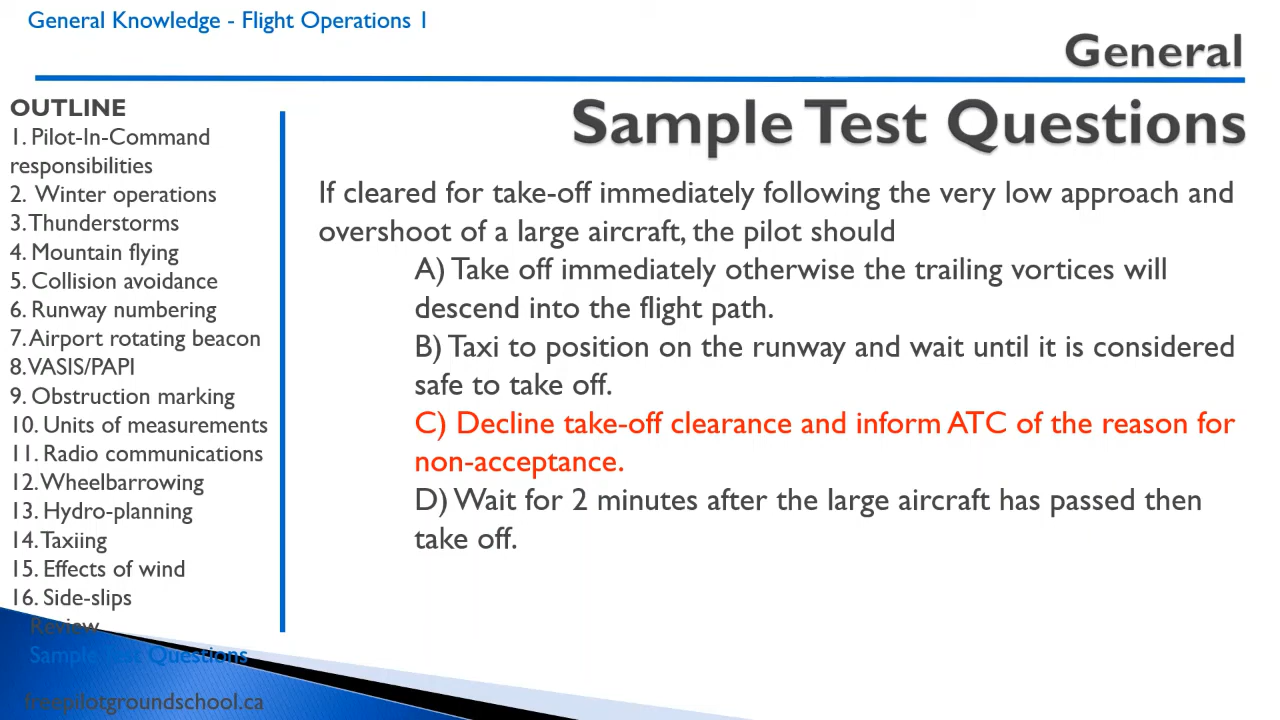 General Knowledge - Flight Operations 1
General
OUTLINE
1. Pilot-In-Command
responsibilities
2. Winter operations
3. Thunderstorms
4. Mountain flying
5. Collision avoidance
6. Runway numbering
7. Airport rotating beacon
8. VASIS/PAPI
9. Obstruction marking
10. Units of measurements
11. Radio communications
12. Wheelbarrowing
13. Hydro-planning
14. Taxiing
15. Effects of wind
16. Side-slips
Review
Sample Test Questions
freepilotgroundschool.ca
Sample Test Questions
If cleared for take-off immediately following the very low approach and
overshoot of a large aircraft, the pilot should
A) Take off immediately otherwise the trailing vortices will
descend into the flight path.
B) Taxi to position on the runway and wait until it is considered
safe to take off.
C) Decline take-off clearance and inform ATC of the reason for
non-acceptance.
D) Wait for 2 minutes after the large aircraft has passed then
take off.